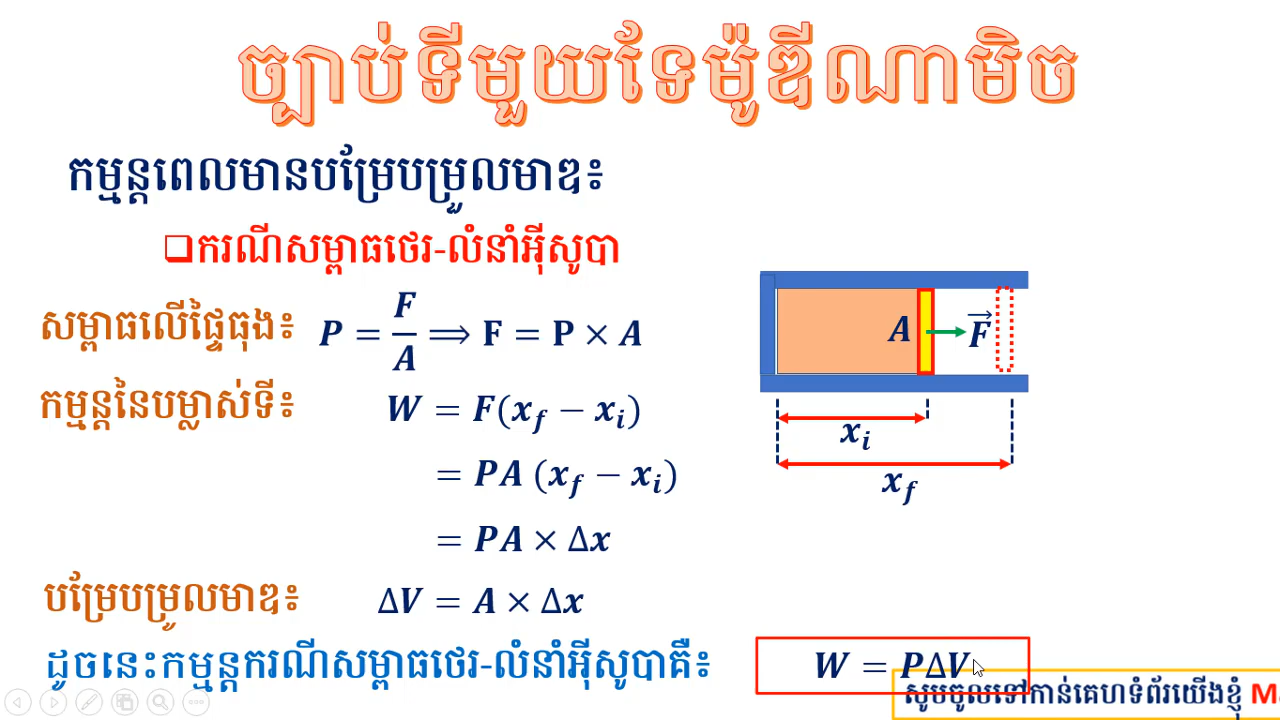 ច្បាប់ទីមួយទែម៉ូឌីណាមិច
កម្មន្តពេលមានបម្រែបម្រួលមាឌ៖
❑ករណីសម្ពាធថេរ-លំនាំអ៊ីសូបា
សម្ពាធលើផ្ទៃធុង៖ P = F/A ⟹ F = P × A
កម្មន្តនៃបម្លាស់ទី៖ W = F(x_f − x_i)
= PA (x_f − x_i)
= PA × Δx
បម្រែបម្រូលមាឌ៖ ΔV = A × Δx
ដូចនេះកម្មន្តករណីសម្ពាធថេរ-លំនាំអ៊ីសូបាគឺ៖ W = PΔV
A F⃗
x_i
x_f
សូមចូលទៅកាន់គេហទំព័រយើងខ្ញុំ Ma